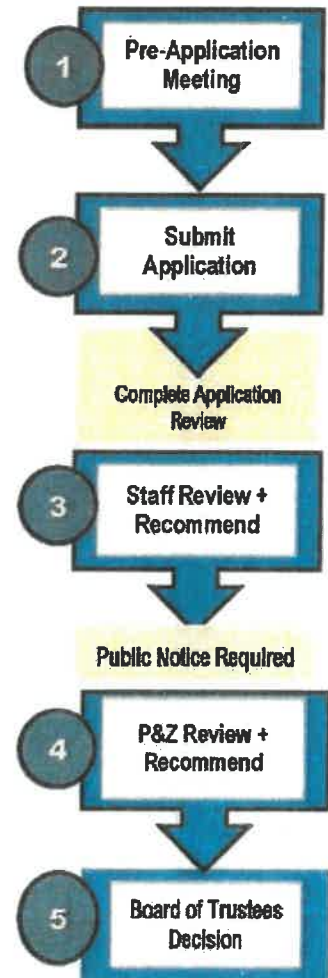 1
Pre-Application
Meeting
2
Submit
Application
Complete Application
Review
3
Staff Review +
Recommend
Public Notice Required
4
P&Z Review +
Recommend
5
Board of Trustees
Decision